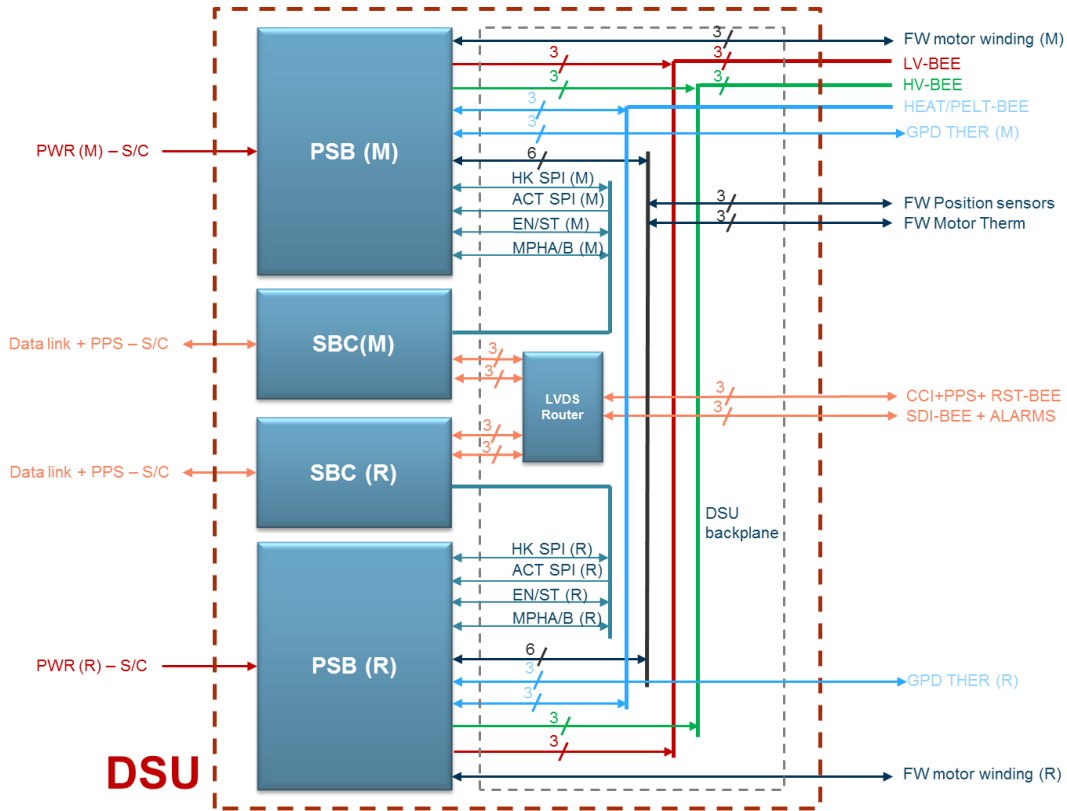 3
FW motor winding (M)
3
3
LV-BEE
3
3
HV-BEE
3
HEAT/PELT-BEE
3
GPD THER (M)
PWR (M) – S/C
PSB (M)
6
HK SPI (M)
ACT SPI (M)
3
FW Position sensors
3
FW Motor Therm
EN/ST (M)
MPHA/B (M)
Data link + PPS – S/C
SBC(M)
3
3
LVDS
Router
3
CCI+PPS+ RST-BEE
3
SDI-BEE + ALARMS
3
3
Data link + PPS – S/C
SBC (R)
DSU
backplane
HK SPI (R)
ACT SPI (R)
EN/ST (R)
MPHA/B (R)
6
PWR (R) – S/C
PSB (R)
3
GPD THER (R)
3
3
3
DSU
FW motor winding (R)